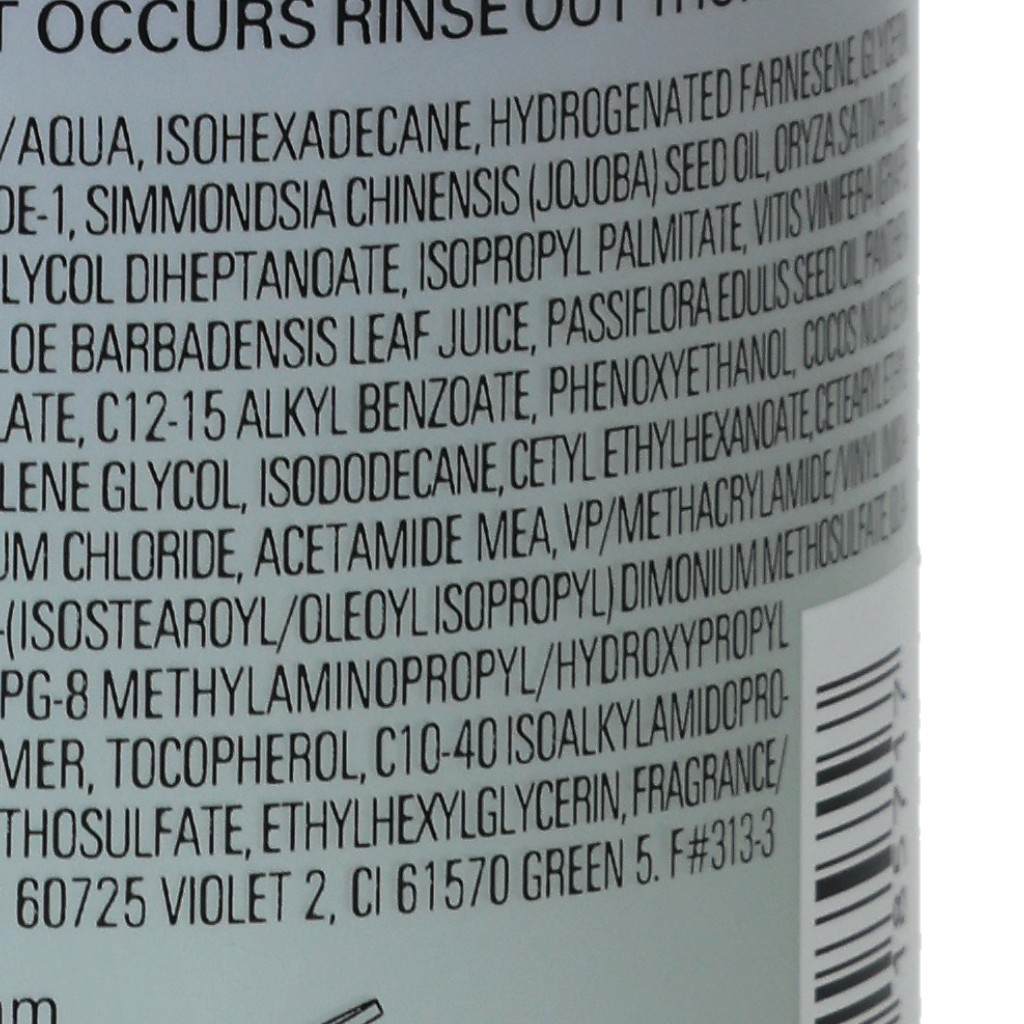 T OCCURS RINSE OUT
/AQUA, ISOHEXADECANE, HYDROGENATED FARNESENE,
DE-1, SIMMONDSIA CHINENSIS (JOJOBA) SEED OIL, ORYZA SATIVA
LYCOL DIHEPTANOATE, ISOPROPYL PALMITATE, VITIS VINIFERA
LOE BARBADENSIS LEAF JUICE, PASSIFLORA EDULIS SEED OIL,
LATE, C12-15 ALKYL BENZOATE, PHENOXYETHANOL, COCOS
LENE GLYCOL, ISODODECANE, CETYL ETHYLHEXANOATE, CETEARYL
UM CHLORIDE, ACETAMIDE MEA, VP/METHACRYLAMIDE/VINYL
-(ISOSTEAROYL/OLEOYL ISOPROPYL) DIMONIUM METHOSULFATE,
PG-8 METHYLAMINOPROPYL/HYDROXYPROPYL
MER, TOCOPHEROL, C10-40 ISOALKYLAMIDOPRO-
THOSULFATE, ETHYLHEXYLGLYCERIN, FRAGRANCE/
60725 VIOLET 2, CI 61570 GREEN 5. F#313-3